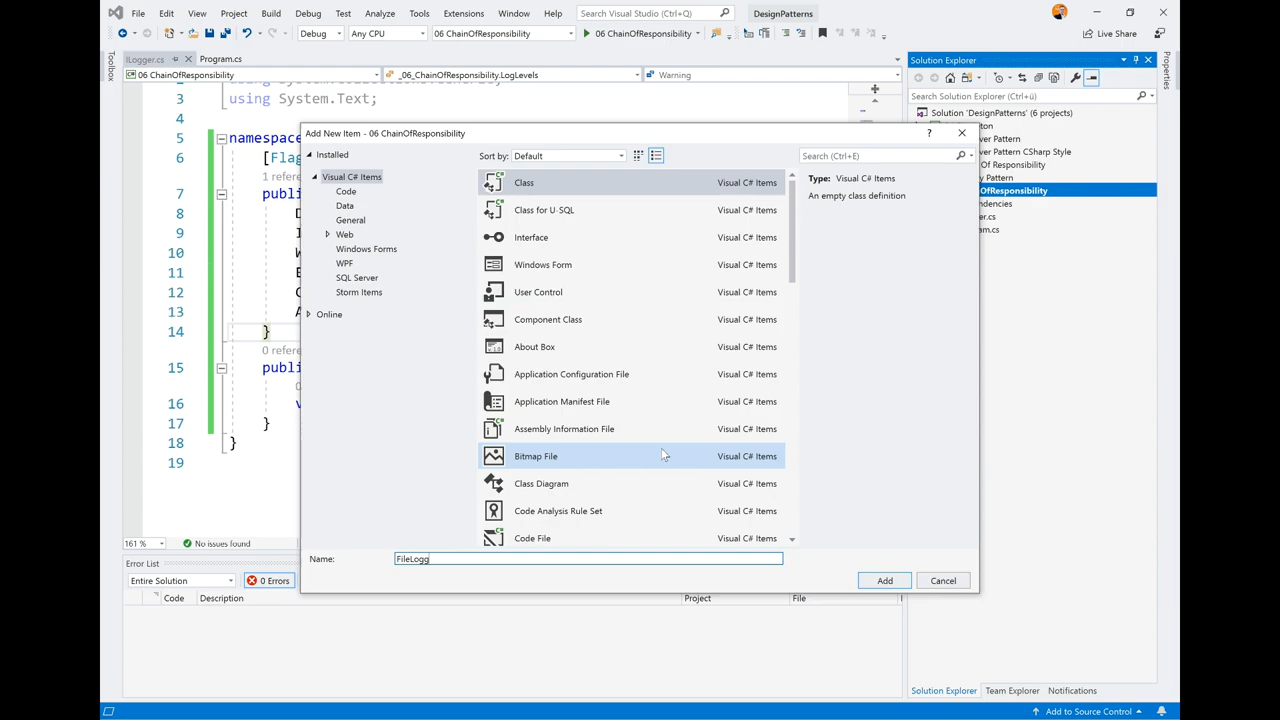 File Edit View Project Build Debug Test Analyze Tools Extensions Window Help Search Visual Studio (Ctrl+Q) DesignPatterns
Debug Any CPU 06 ChainOfResponsibility 06 ChainOfResponsibility Live Share
Toolbox
ILogger.cs Program.cs
06 ChainOfResponsibility _06_ChainOfResponsibility.LogLevels Warning
3 using System.Text;
4
5 namespace
6 [Flag
1 refere
7 publi
8 D
9 I
10 W
11 E
12 C
13 A
14 }
0 refere
15 publi
16 v
17 }
18 }
19
161 % No issues found
Error List
Entire Solution 0 Errors
Code Description Project File
Add New Item - 06 ChainOfResponsibility ?
Installed
Visual C# Items
Code
Data
General
Web
Windows Forms
WPF
SQL Server
Storm Items
Online
Sort by: Default
Class Visual C# Items
Class for U-SQL Visual C# Items
Interface Visual C# Items
Windows Form Visual C# Items
User Control Visual C# Items
Component Class Visual C# Items
About Box Visual C# Items
Application Configuration File Visual C# Items
Application Manifest File Visual C# Items
Assembly Information File Visual C# Items
Bitmap File Visual C# Items
Class Diagram Visual C# Items
Code Analysis Rule Set Visual C# Items
Code File Visual C# Items
Search (Ctrl+E)
Type: Visual C# Items
An empty class definition
Name: FileLogg
Add Cancel
Solution Explorer
Search Solution Explorer (Ctrl+ü)
Solution 'DesignPatterns' (6 projects)
ton
ver Pattern
ver Pattern CSharp Style
Of Responsibility
y Pattern
OfResponsibility
ndencies
er.cs
am.cs
Properties
Solution Explorer Team Explorer Notifications
Add to Source Control